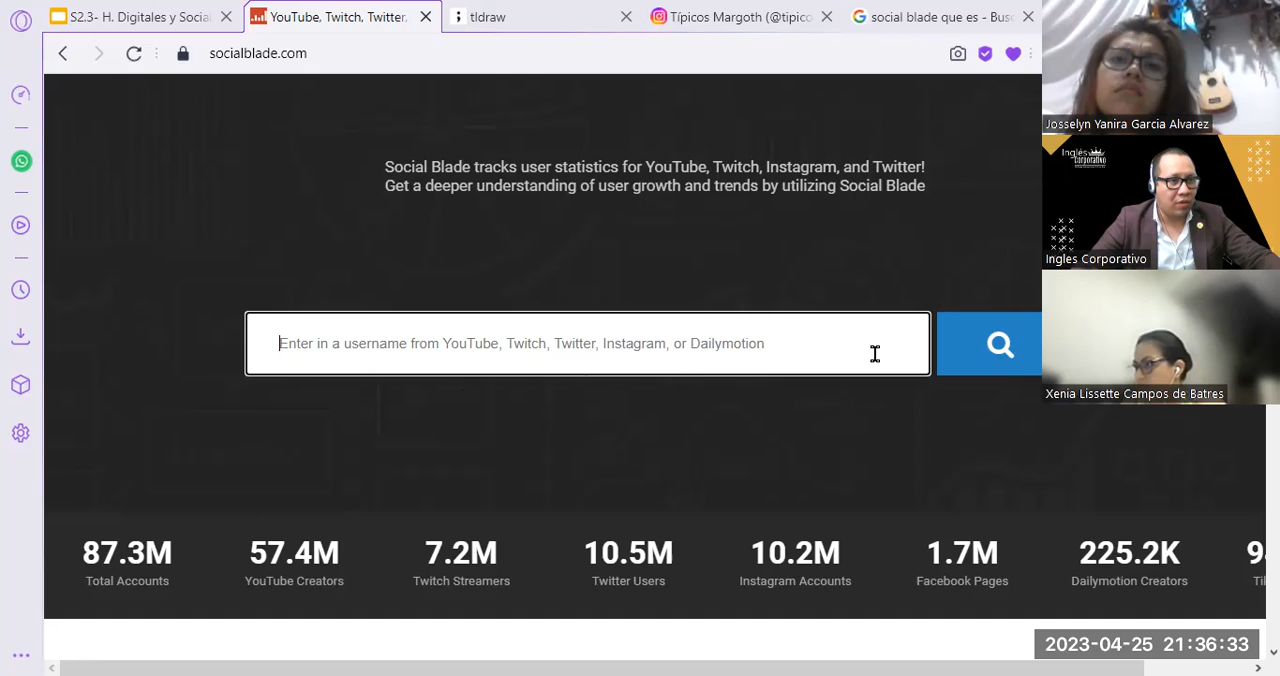 S2.3- H. Digitales y Social
YouTube, Twitch, Twitter,
tldraw
Típicos Margoth (@tipico
social blade que es - Bus
socialblade.com
Social Blade tracks user statistics for YouTube, Twitch, Instagram, and Twitter!
Get a deeper understanding of user growth and trends by utilizing Social Blade
Enter in a username from YouTube, Twitch, Twitter, Instagram, or Dailymotion
87.3M
Total Accounts
57.4M
YouTube Creators
7.2M
Twitch Streamers
10.5M
Twitter Users
10.2M
Instagram Accounts
1.7M
Facebook Pages
225.2K
Dailymotion Creators
Josselyn Yanira Garcia Alvarez
Inglés
Corporativo
Ingles Corporativo
Xenia Lissette Campos de Batres
2023-04-25 21:36:33